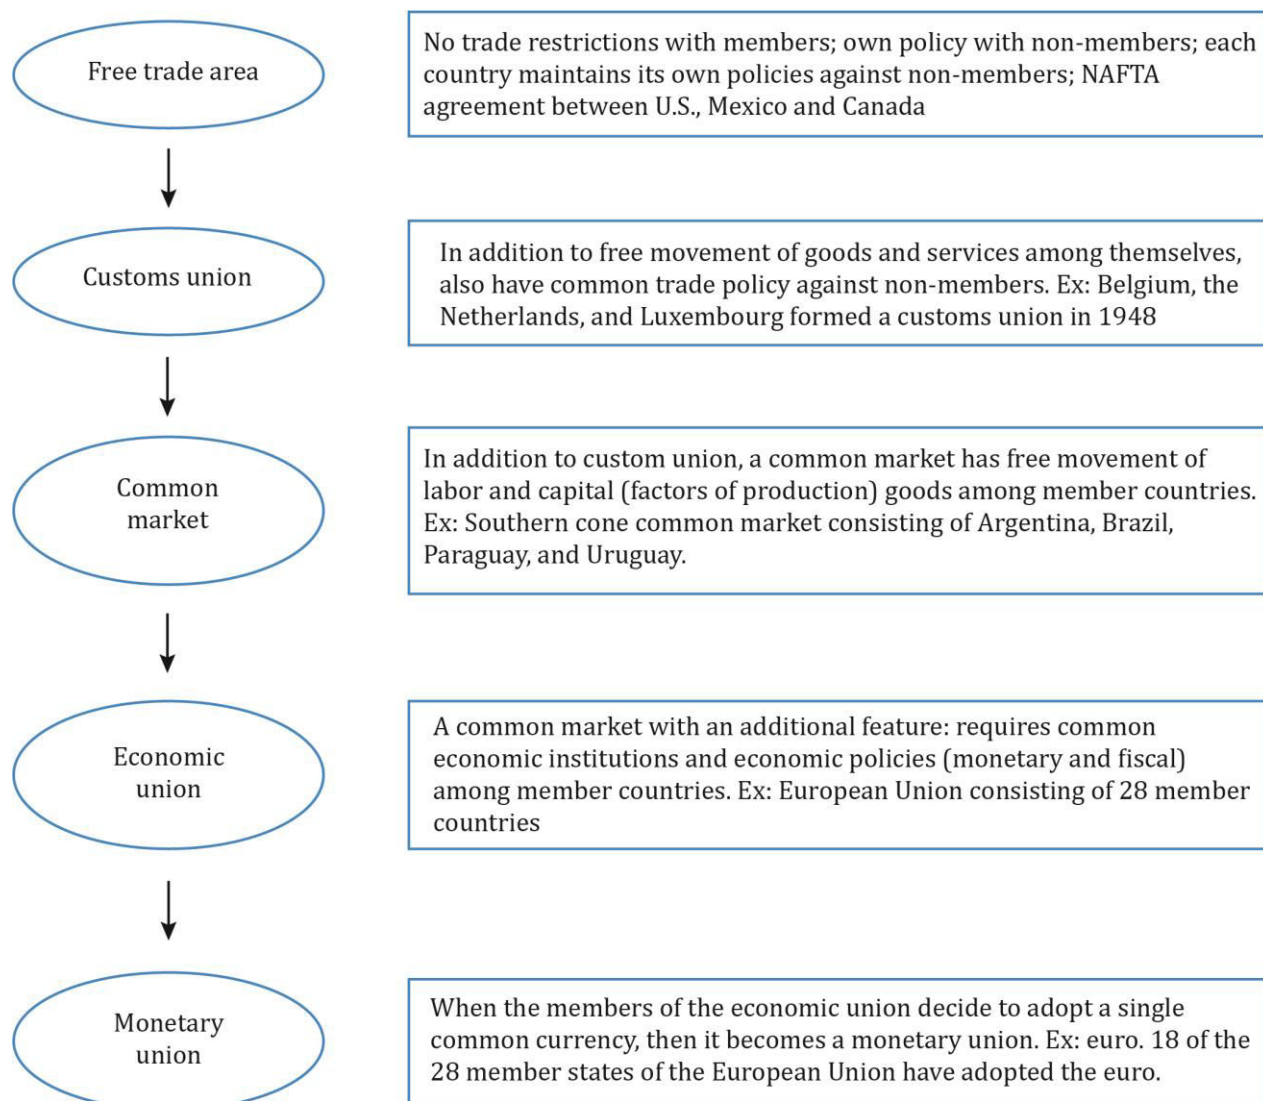 Free trade area
No trade restrictions with members; own policy with non-members; each
country maintains its own policies against non-members; NAFTA
agreement between U.S., Mexico and Canada
Customs union
In addition to free movement of goods and services among themselves,
also have common trade policy against non-members. Ex: Belgium, the
Netherlands, and Luxembourg formed a customs union in 1948
Common
market
In addition to custom union, a common market has free movement of
labor and capital (factors of production) goods among member countries.
Ex: Southern cone common market consisting of Argentina, Brazil,
Paraguay, and Uruguay.
Economic
union
A common market with an additional feature: requires common
economic institutions and economic policies (monetary and fiscal)
among member countries. Ex: European Union consisting of 28 member
countries
Monetary
union
When the members of the economic union decide to adopt a single
common currency, then it becomes a monetary union. Ex: euro. 18 of the
28 member states of the European Union have adopted the euro.